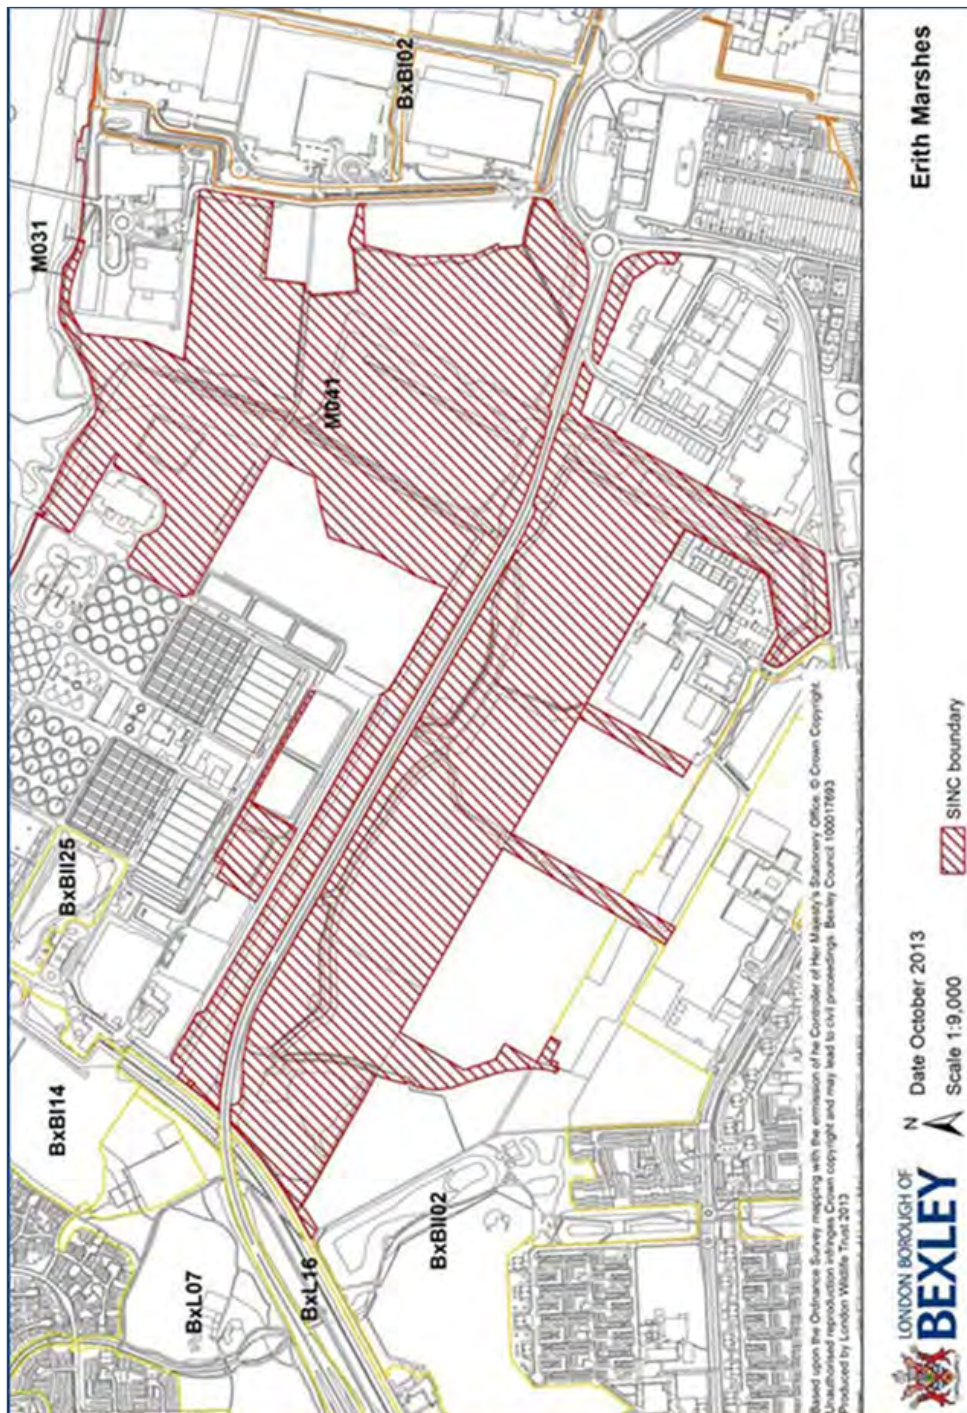 M031
BxBI02
M041
BxBII25
BxBI14
BxL07
BxL16
BxBII02
Based upon the Ordnance Survey mapping with the ermission of he Controller of Her Majesty's Stationery Office. © Crown Copyright.
Unauthorised reproduction infringes Crown copyright and may lead to civil proceedings. Bexley Council 100017693
Produced by London Wildlife Trust 2013
LONDON BOROUGH OF
BEXLEY
N
Date October 2013
Scale 1:9,000
SINC boundary
Erith Marshes